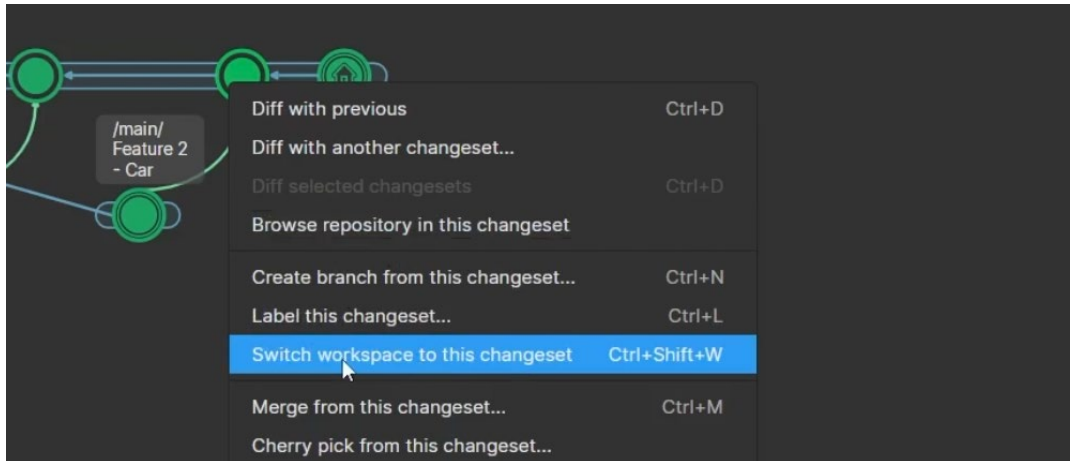 /main/
Feature 2
- Car
Diff with previous Ctrl+D
Diff with another changeset...
Diff selected changesets Ctrl+D
Browse repository in this changeset
Create branch from this changeset... Ctrl+N
Label this changeset... Ctrl+L
Switch workspace to this changeset Ctrl+Shift+W
Merge from this changeset... Ctrl+M
Cherry pick from this changeset...